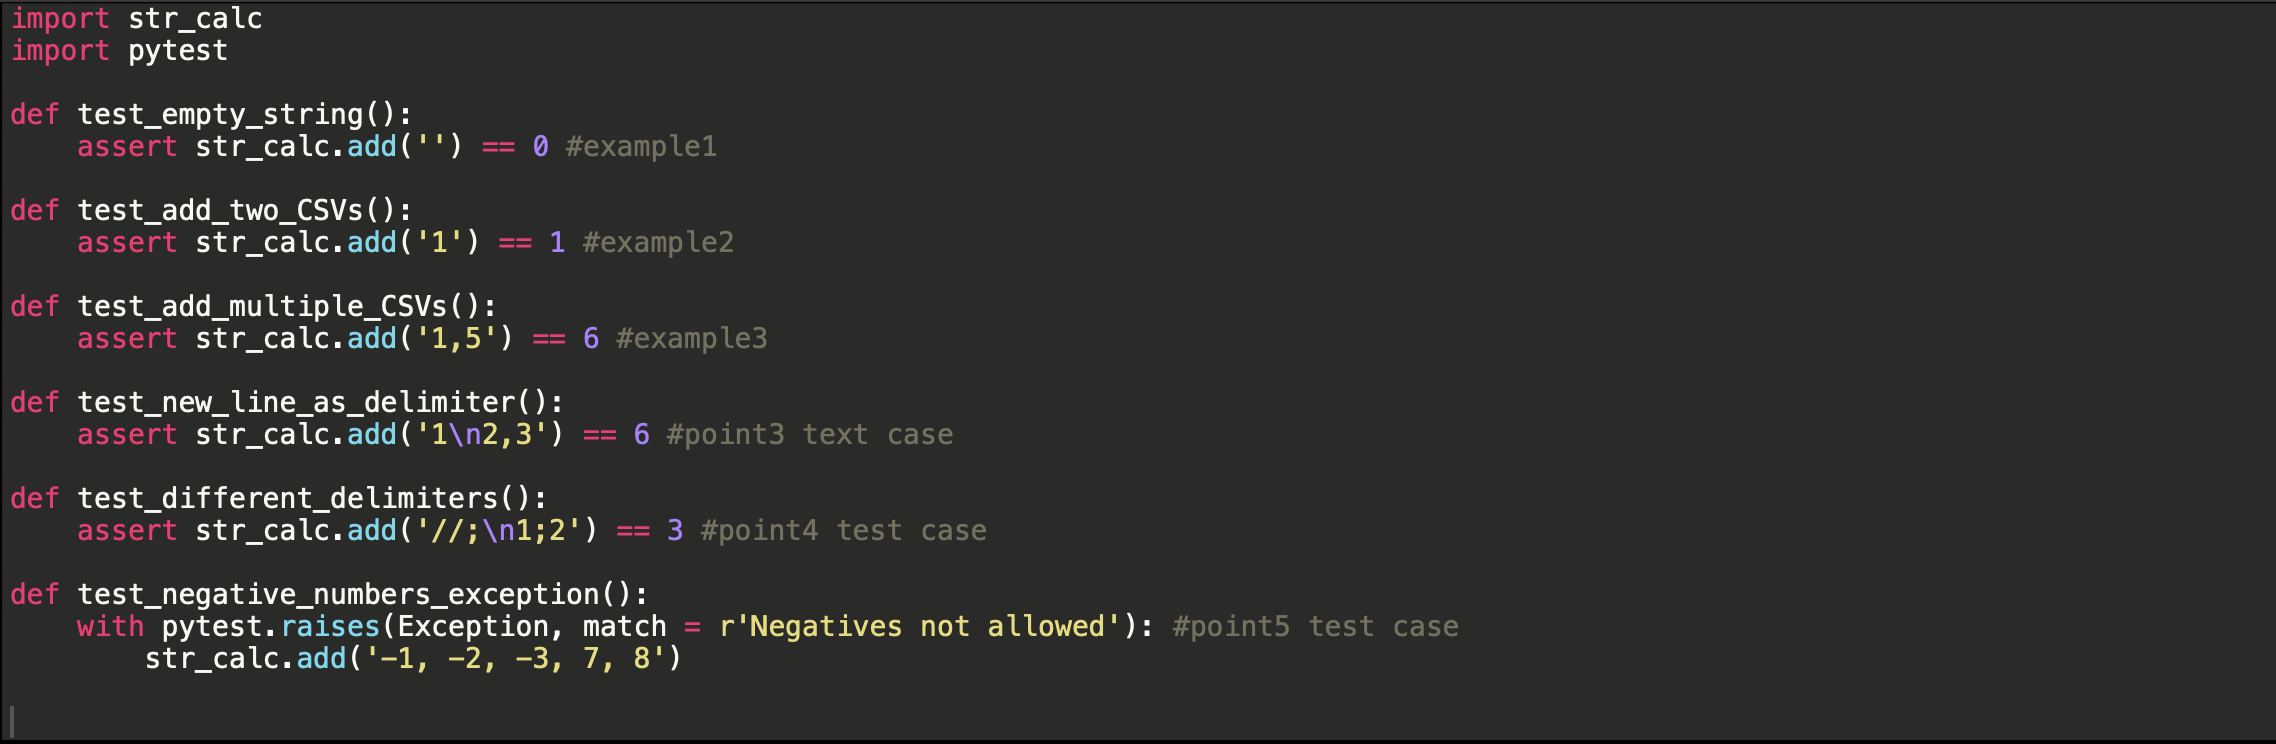 import str_calc
import pytest
def test_empty_string():
    assert str_calc.add('') == 0 #example1
def test_add_two_CSVs():
    assert str_calc.add('1') == 1 #example2
def test_add_multiple_CSVs():
    assert str_calc.add('1,5') == 6 #example3
def test_new_line_as_delimiter():
    assert str_calc.add('1\n2,3') == 6 #point3 text case
def test_different_delimiters():
    assert str_calc.add('//;\n1;2') == 3 #point4 test case
def test_negative_numbers_exception():
    with pytest.raises(Exception, match = r'Negatives not allowed'): #point5 test case
        str_calc.add('-1, -2, -3, 7, 8')